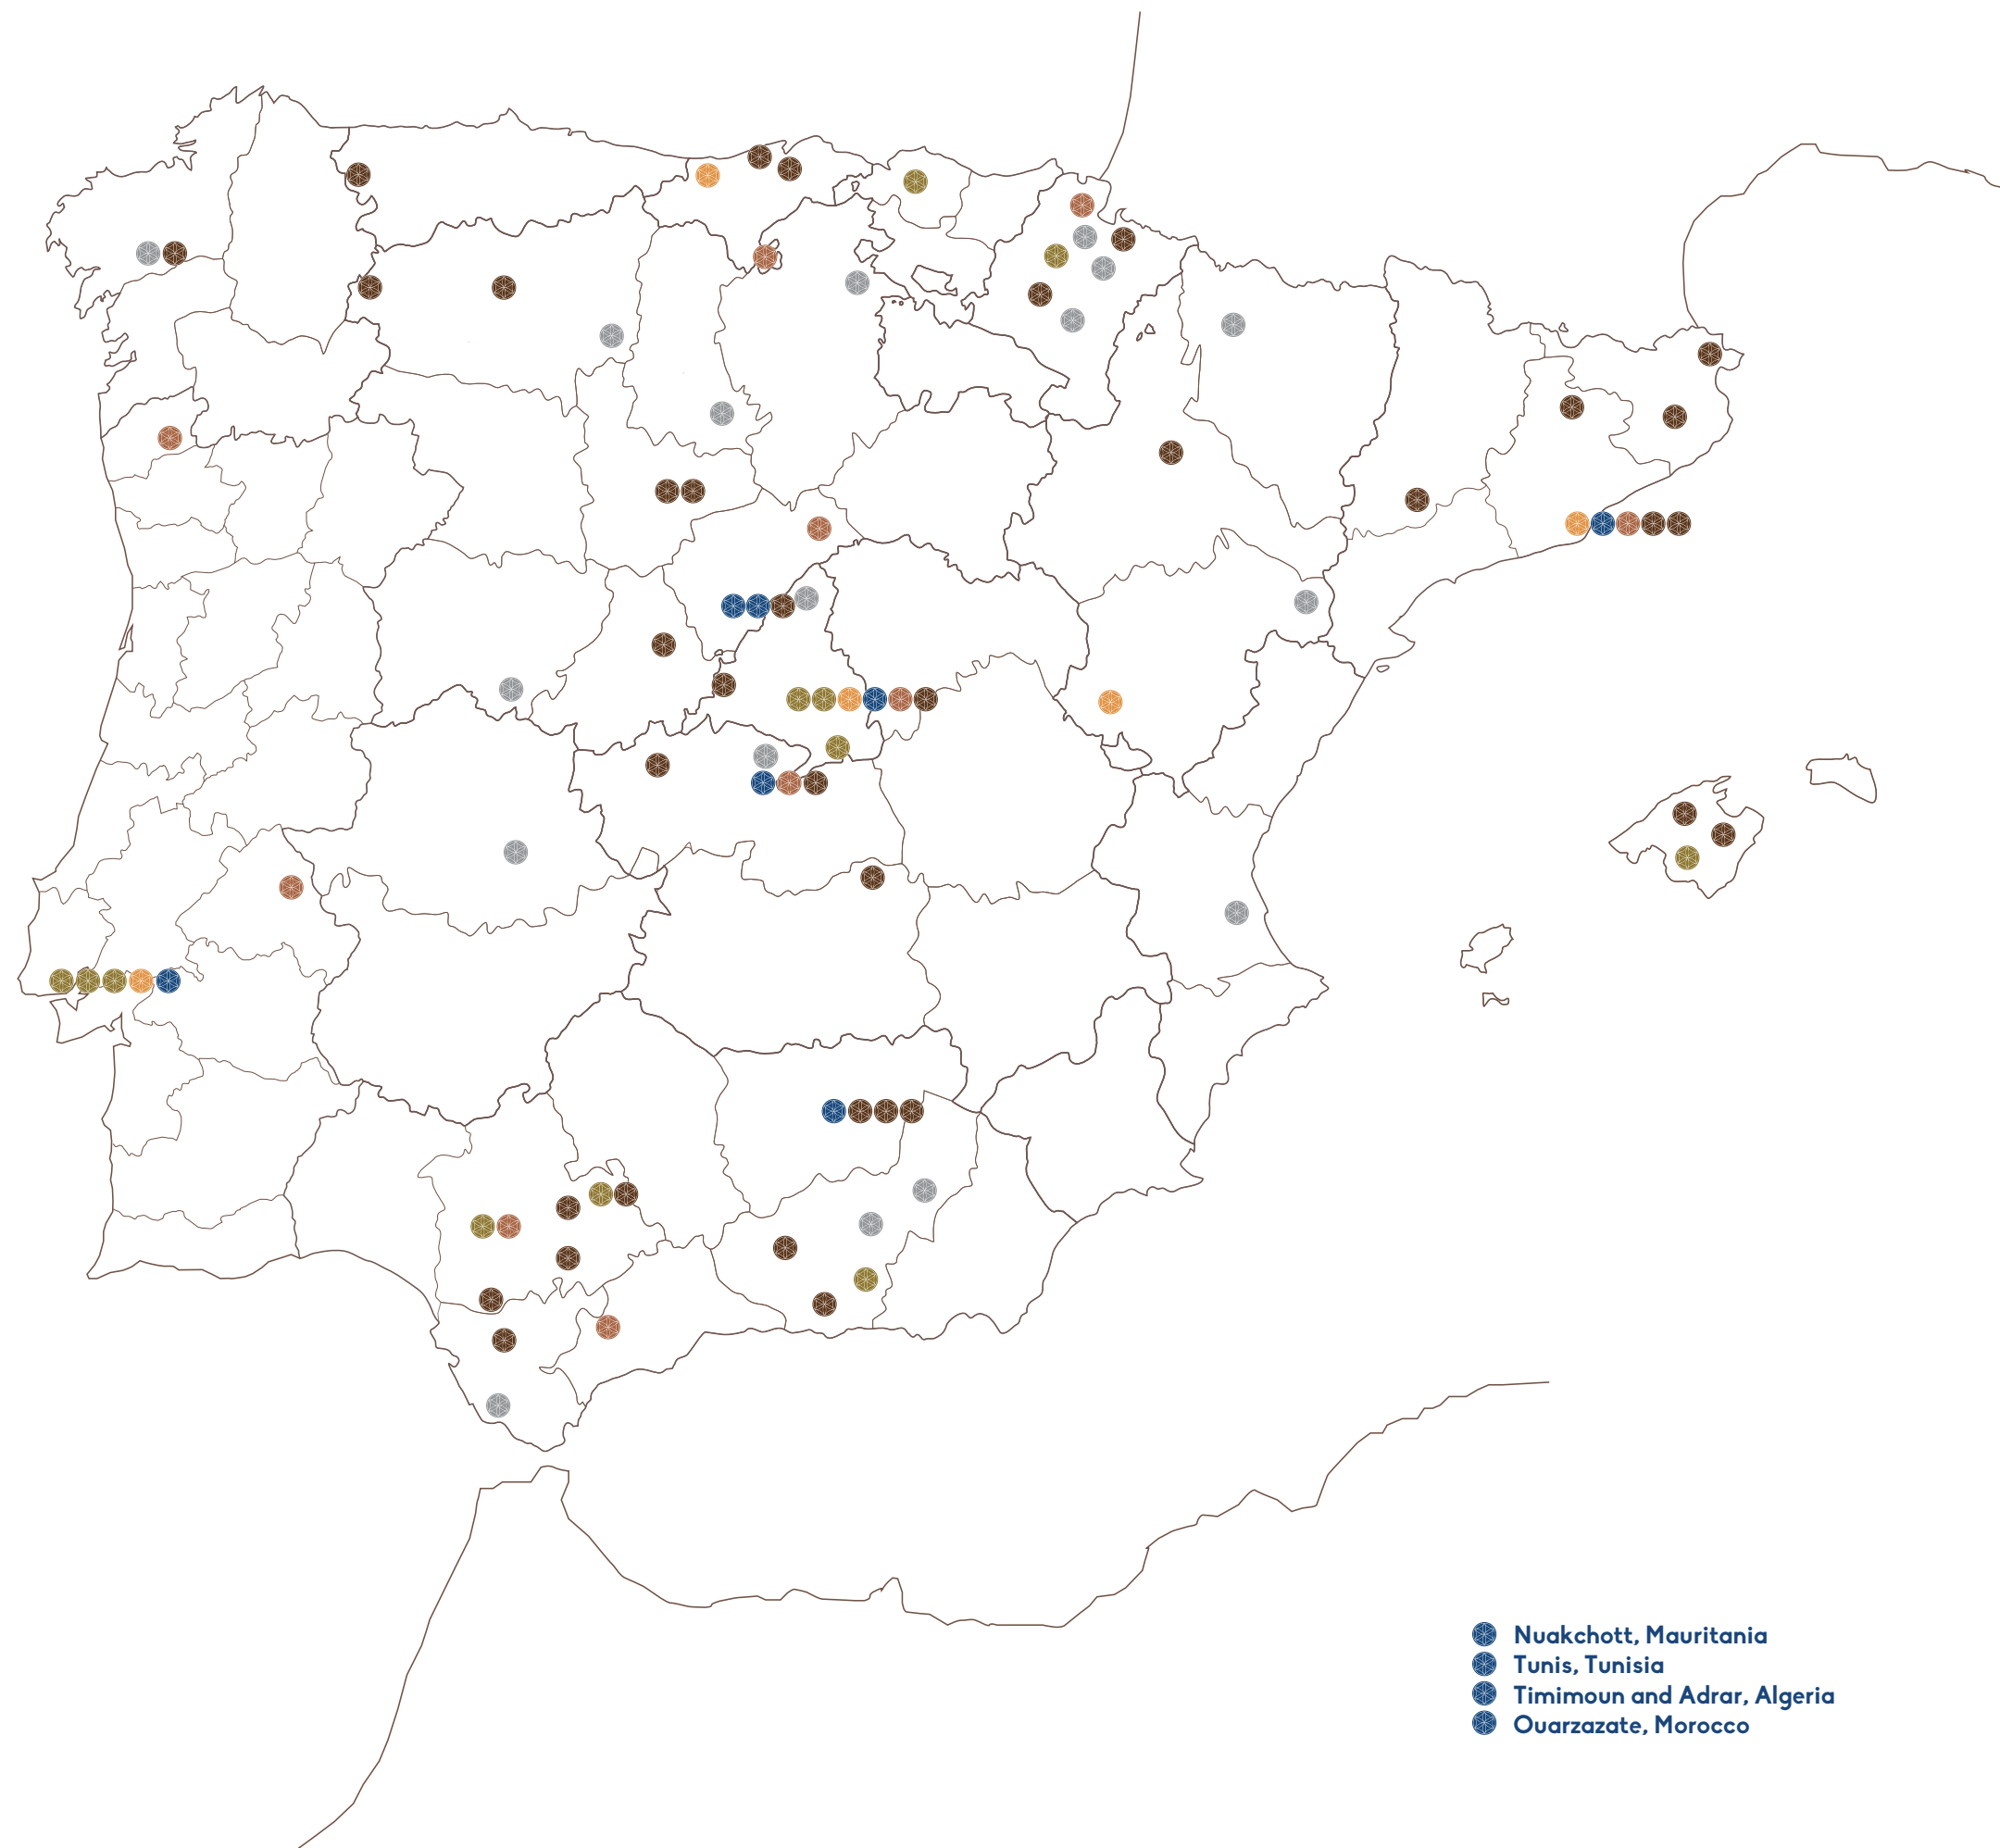 Nuakchott, Mauritania
Tunis, Tunisia
Timimoun and Adrar, Algeria
Ouarzazate, Morocco